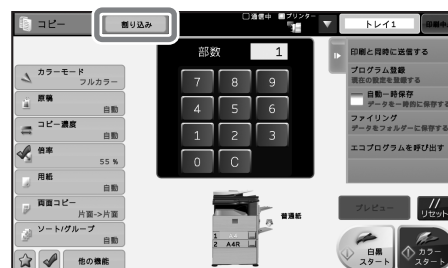 コピー
割り込み
通信中
プリンター
トレイ1
印刷中
部数
1
カラーモード
フルカラー
原稿
自動
コピー濃度
自動
倍率
55 %
用紙
自動
両面コピー
片面->片面
ソート/グループ
自動
他の機能
7 8 9
4 5 6
1 2 3
0 C
普通紙
1
2 A4R
印刷と同時に送信する
プログラム登録
現在の設定を登録する
自動一時保存
データを一時的に保存する
ファイリング
データをフォルダーに保存する
エコプログラムを呼び出す
プレビュー
リセット
白黒
スタート
カラー
スタート